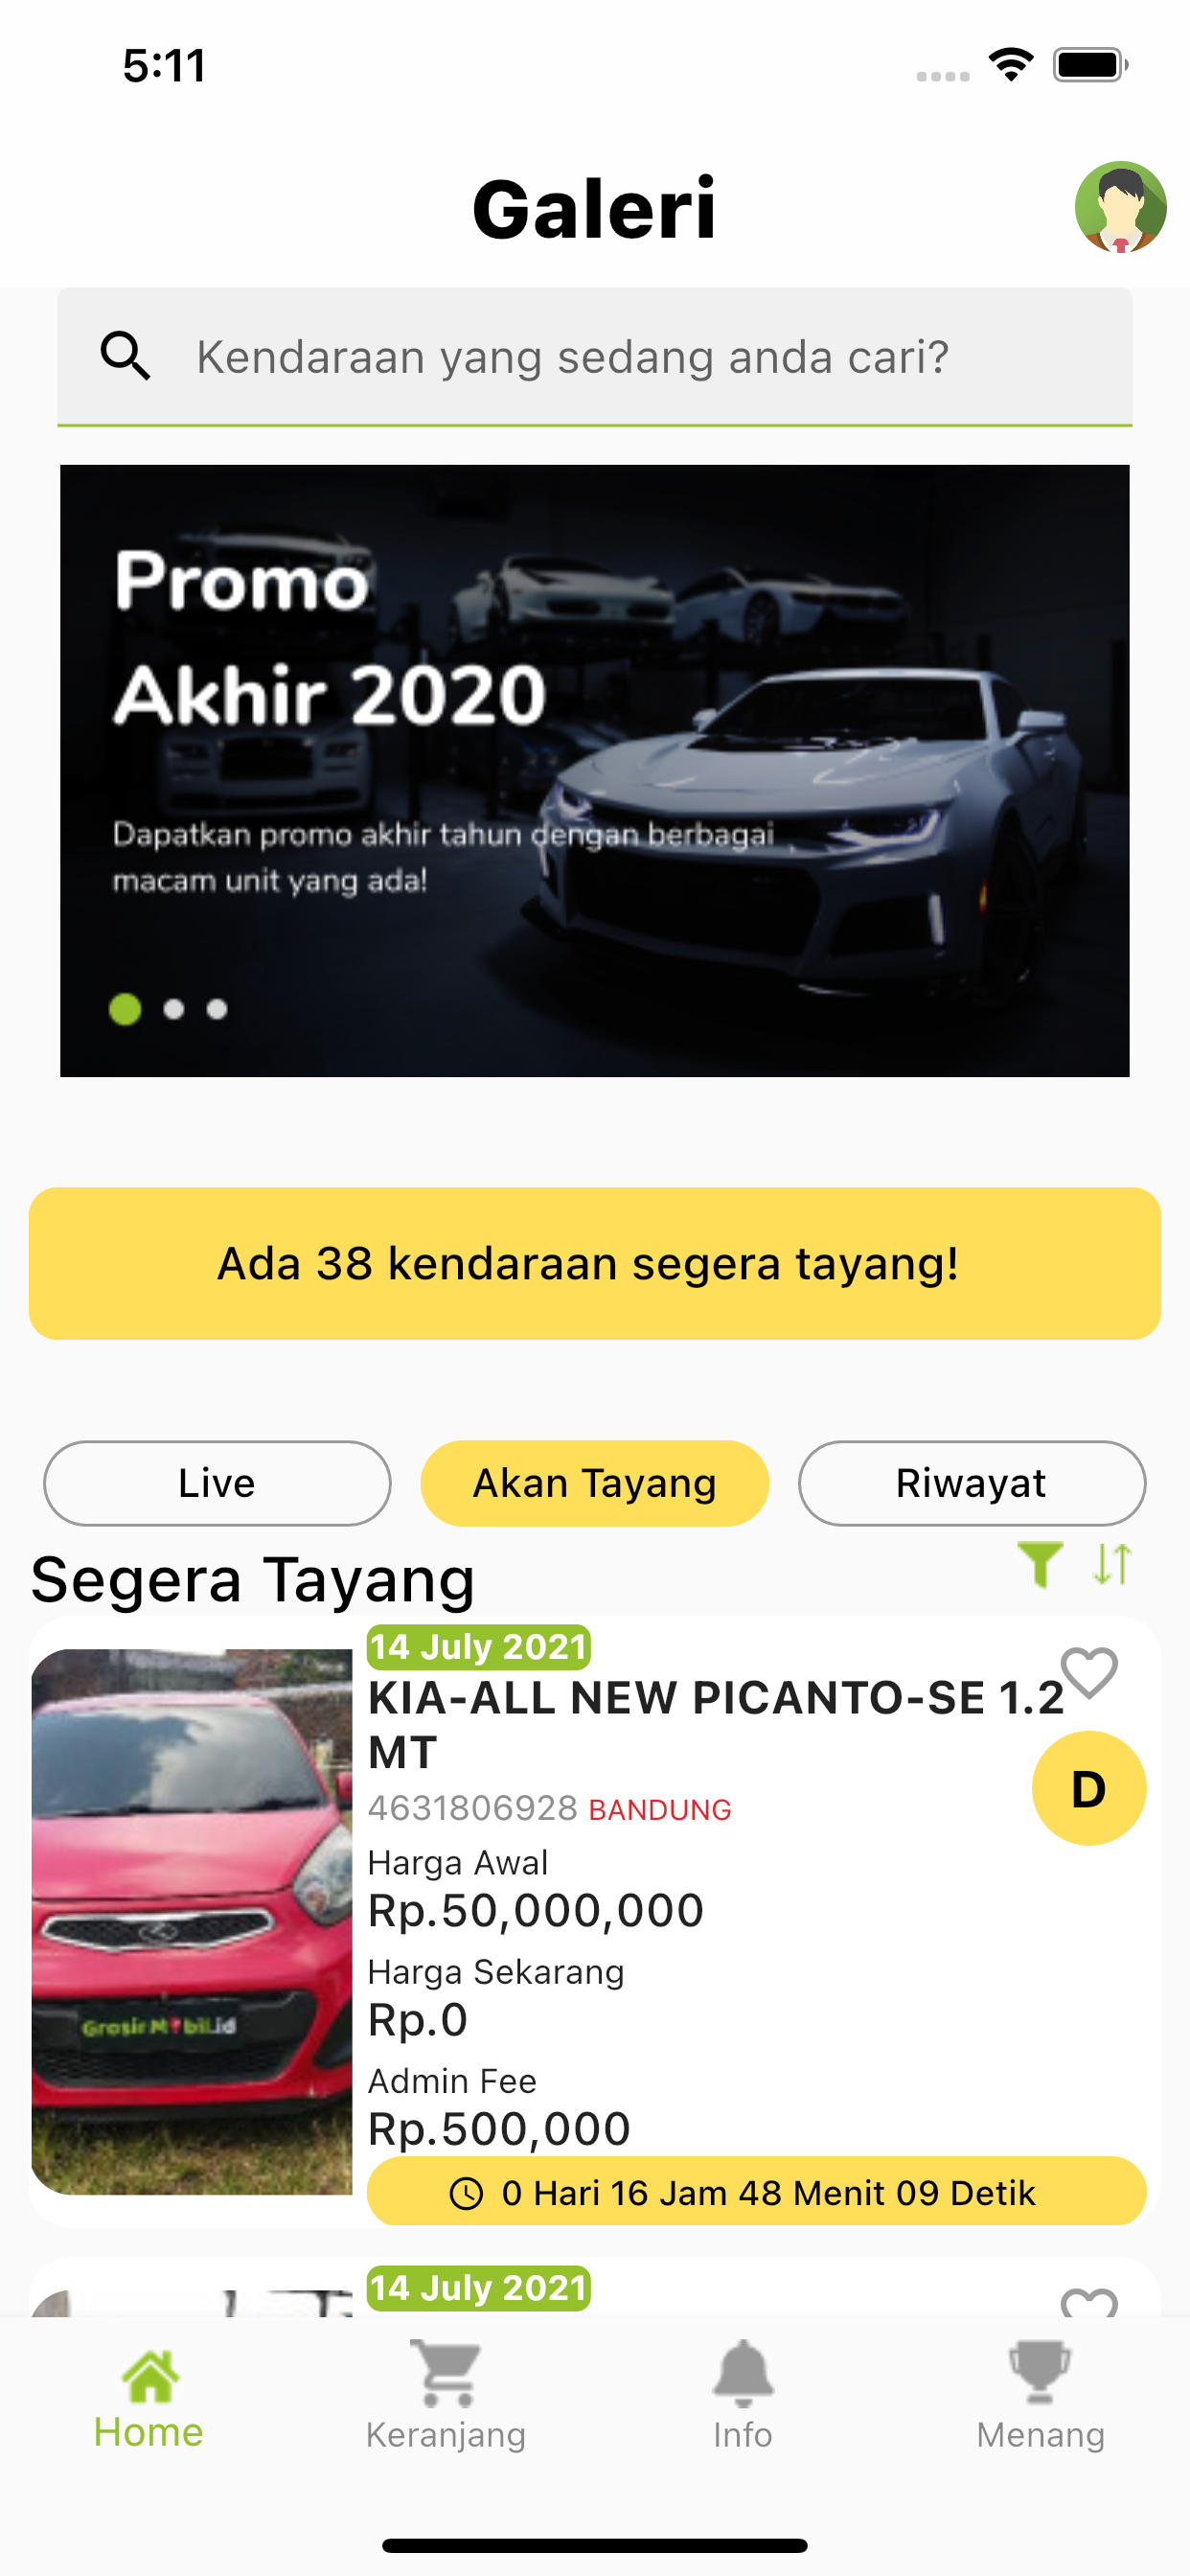 5:11
Galeri
Kendaraan yang sedang anda cari?
Promo
Akhir 2020
Dapatkan promo akhir tahun dengan berbagai
macam unit yang ada!
Ada 38 kendaraan segera tayang!
Live
Akan Tayang
Riwayat
Segera Tayang
14 July 2021
KIA-ALL NEW PICANTO-SE 1.2
MT
D
4631806928 BANDUNG
Harga Awal
Rp.50,000,000
Harga Sekarang
Rp.0
Grosir Mobil.id
Admin Fee
Rp.500,000
0 Hari 16 Jam 48 Menit 09 Detik
14 July 2021
Home
Keranjang
Info
Menang